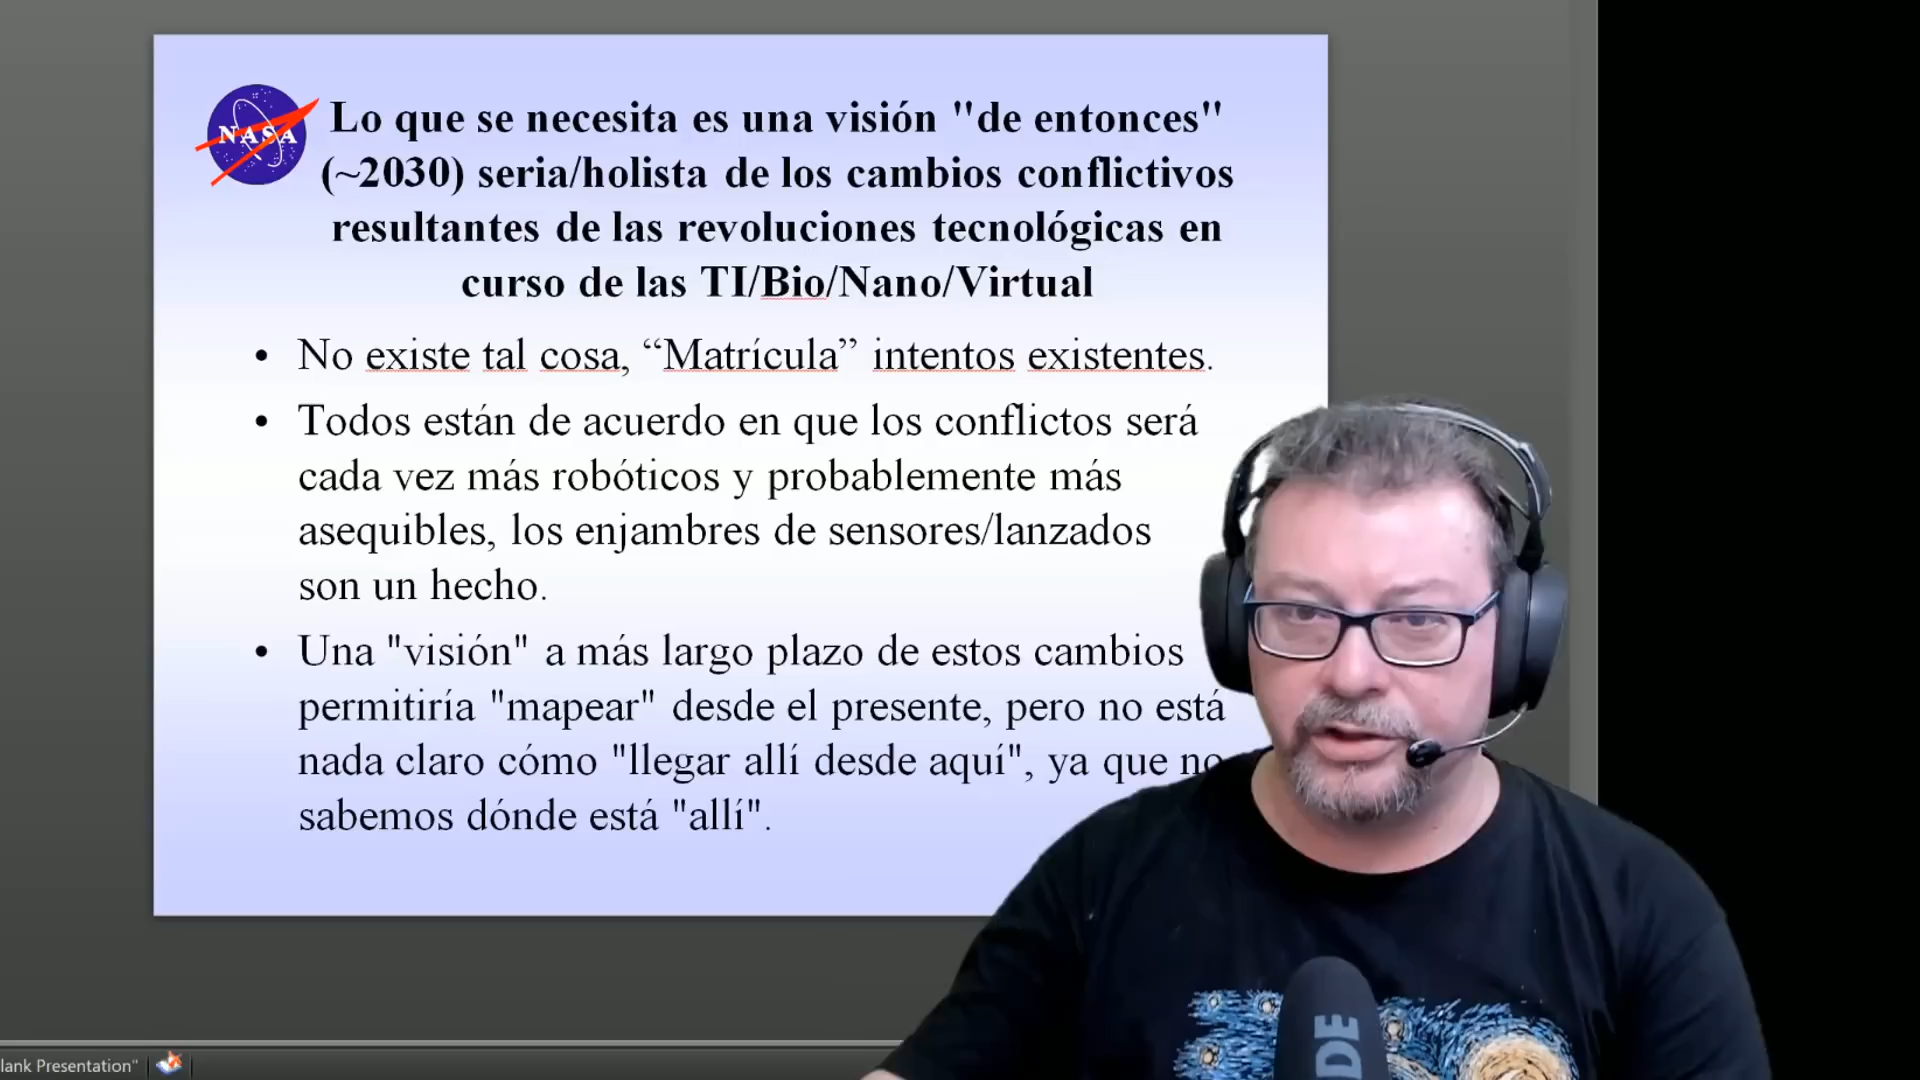 NASA
Lo que se necesita es una visión "de entonces"
(~2030) seria/holista de los cambios conflictivos
resultantes de las revoluciones tecnológicas en
curso de las TI/Bio/Nano/Virtual
• No existe tal cosa, “Matrícula” intentos existentes.
• Todos están de acuerdo en que los conflictos será
cada vez más robóticos y probablemente más
asequibles, los enjambres de sensores/lanzados
son un hecho.
• Una "visión" a más largo plazo de estos cambios
permitiría "mapear" desde el presente, pero no está
nada claro cómo "llegar allí desde aquí", ya que no
sabemos dónde está "allí".
DE
lank Presentation"